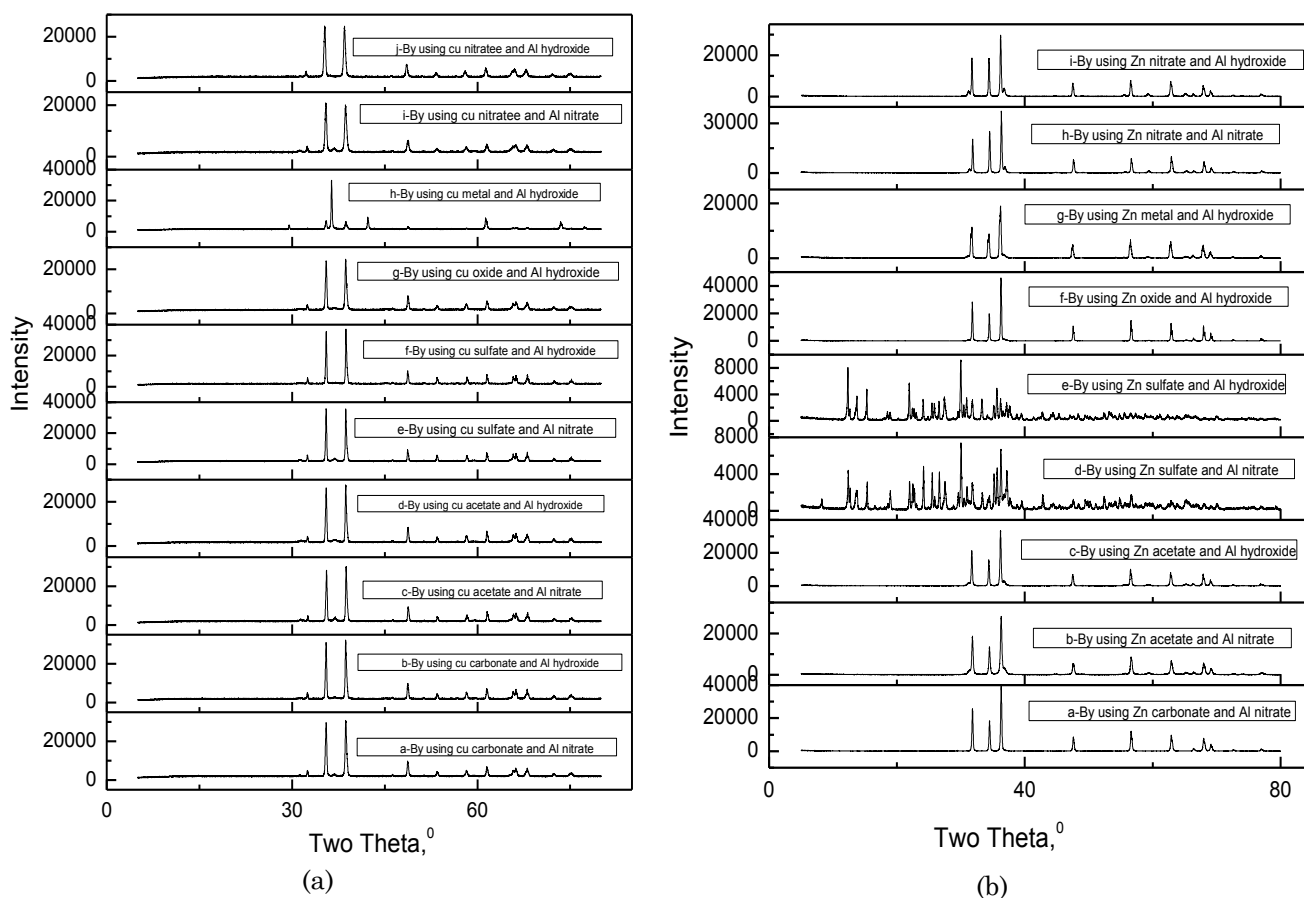 20000
0
j-By using cu nitratee and Al hydroxide
20000
0
i-By using cu nitratee and Al nitrate
40000
20000
0
h-By using cu metal and Al hydroxide
20000
0
g-By using cu oxide and Al hydroxide
40000
20000
0
f-By using cu sulfate and Al hydroxide
40000
20000
0
e-By using cu sulfate and Al nitrate
20000
0
d-By using cu acetate and Al hydroxide
20000
0
c-By using cu acetate and Al nitrate
20000
0
b-By using cu carbonate and Al hydroxide
20000
0
a-By using cu carbonate and Al nitrate
0 30 60
Intensity
Two Theta,⁰
(a)
20000
0
i-By using Zn nitrate and Al hydroxide
30000
0
h-By using Zn nitrate and Al nitrate
20000
0
g-By using Zn metal and Al hydroxide
40000
20000
0
f-By using Zn oxide and Al hydroxide
8000
4000
0
e-By using Zn sulfate and Al hydroxide
8000
4000
0
d-By using Zn sulfate and Al nitrate
40000
20000
0
c-By using Zn acetate and Al hydroxide
20000
0
b-By using Zn acetate and Al nitrate
40000
20000
0
a-By using Zn carbonate and Al nitrate
0 40 80
Intensity
Two Theta,⁰
(b)